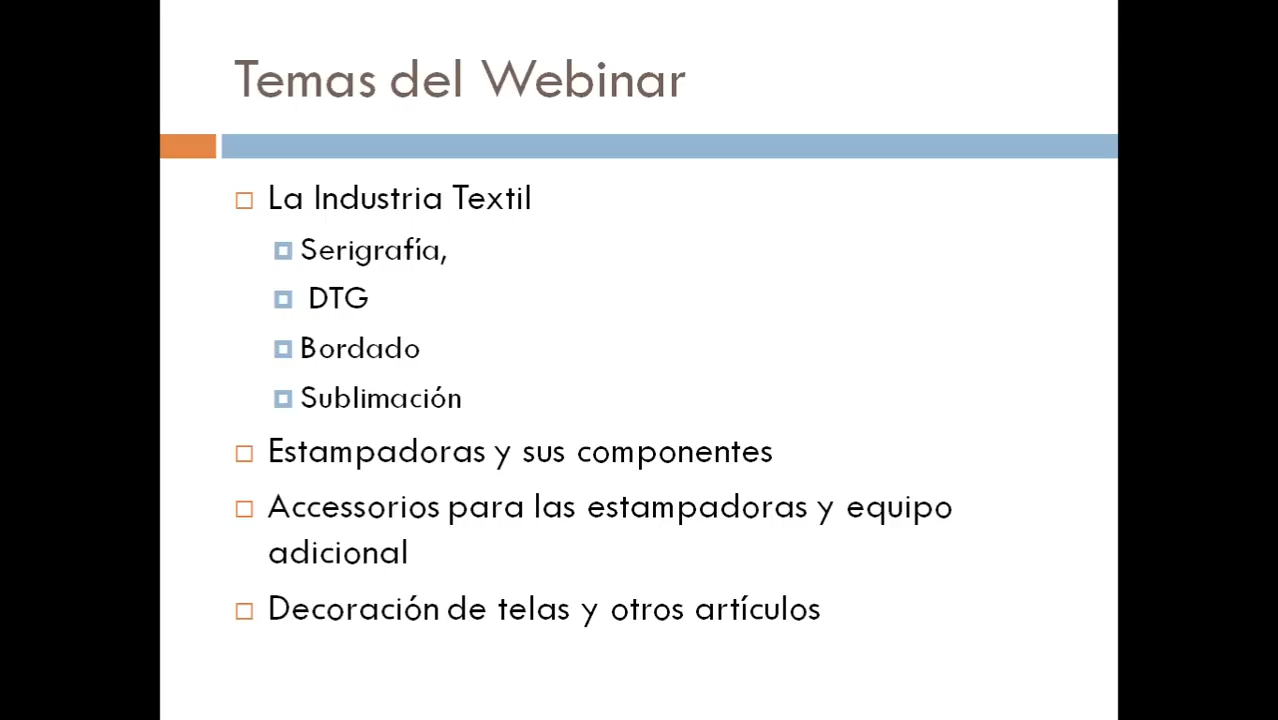 Temas del Webinar
La Industria Textil
Serigrafía,
DTG
Bordado
Sublimación
Estampadoras y sus componentes
Accessorios para las estampadoras y equipo
adicional
Decoración de telas y otros artículos